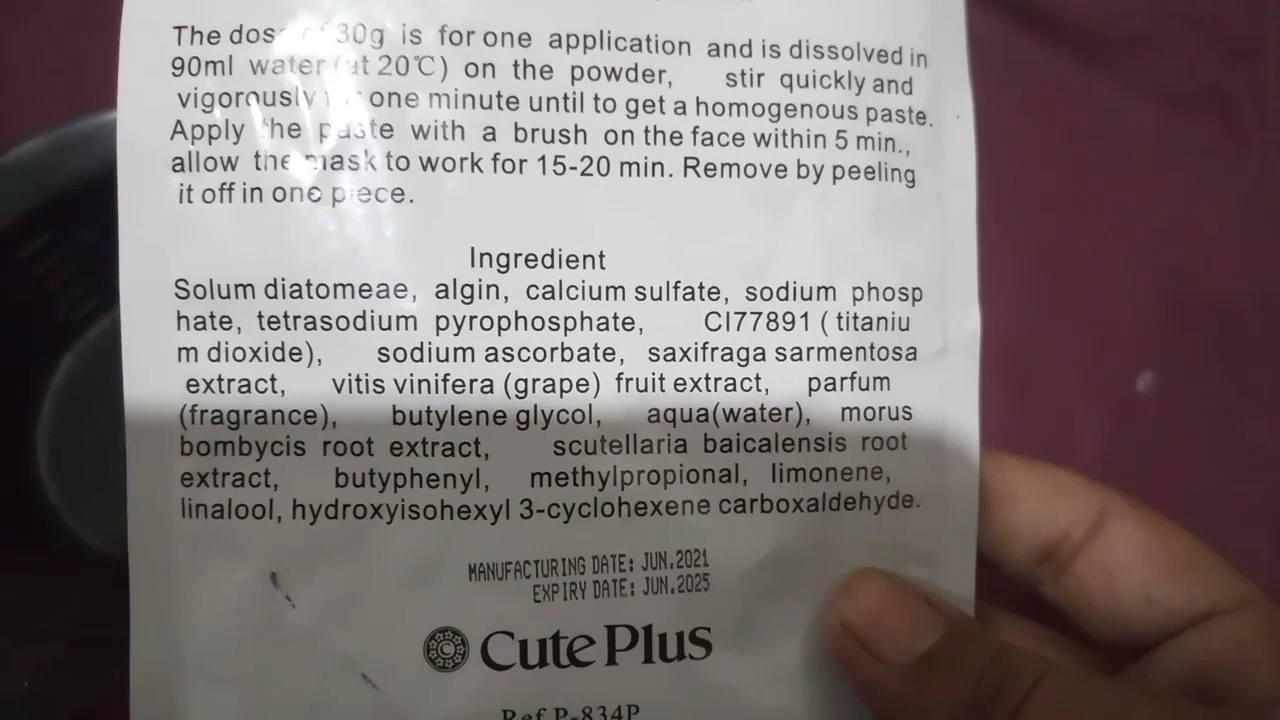 The dose of 30g is for one application and is dissolved in
90ml water (at 20℃) on the powder, stir quickly and
vigorously one minute until to get a homogenous paste.
Apply the paste with a brush on the face within 5 min.,
allow the mask to work for 15-20 min. Remove by peeling
it off in one piece.
Ingredient
Solum diatomeae, algin, calcium sulfate, sodium phosp
hate, tetrasodium pyrophosphate, CI77891 ( titaniu
m dioxide), sodium ascorbate, saxifraga sarmentosa
extract, vitis vinifera (grape) fruit extract, parfum
(fragrance), butylene glycol, aqua(water), morus
bombycis root extract, scutellaria baicalensis root
extract, butyphenyl, methylpropional, limonene,
linalool, hydroxyisohexyl 3-cyclohexene carboxaldehyde.
MANUFACTURING DATE: JUN.2021
EXPIRY DATE: JUN.2025
Cute Plus
Ref P-834P